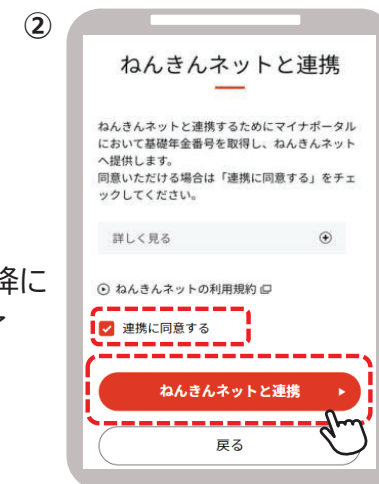 ②
ねんきんネットと連携
ねんきんネットと連携するためにマイナポータル
において基礎年金番号を取得し、ねんきんネット
へ提供します。
同意いただける場合は「連携に同意する」をチェ
ックしてください。
詳しく見る
ねんきんネットの利用規約
降に
連携に同意する
ねんきんネットと連携
戻る